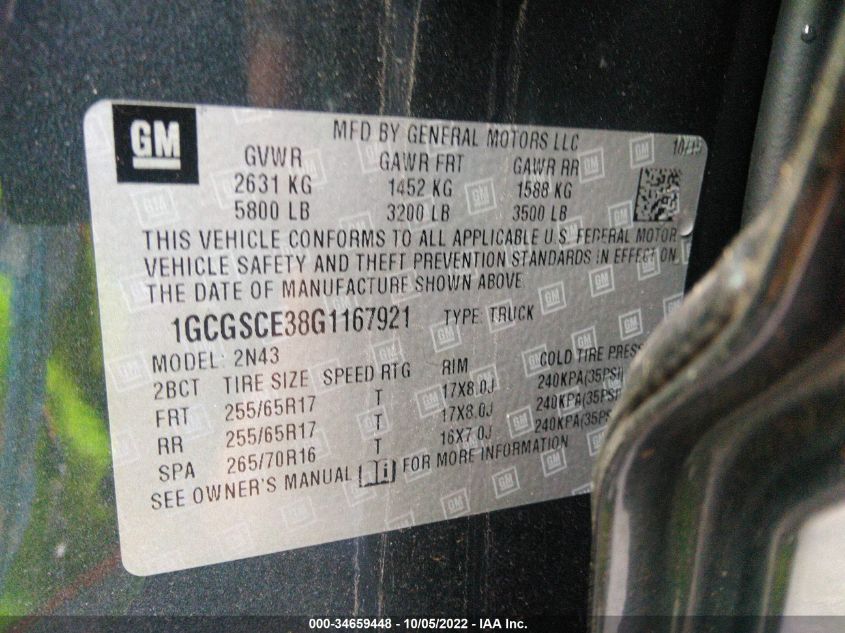 GM
MFD BY GENERAL MOTORS LLC
10/15
GVWR GAWR FRT GAWR RR
2631 KG 1452 KG 1588 KG
5800 LB 3200 LB 3500 LB
THIS VEHICLE CONFORMS TO ALL APPLICABLE U.S. FEDERAL MOTOR
VEHICLE SAFETY AND THEFT PREVENTION STANDARDS IN EFFECT ON
THE DATE OF MANUFACTURE SHOWN ABOVE.
1GCGSCE38G1167921 TYPE: TRUCK
MODEL: 2N43
2BCT TIRE SIZE SPEED RTG RIM COLD TIRE
FRT 255/65R17 T 17X8.0J 240KPA(35PSI)
RR 255/65R17 T 17X8.0J 240KPA(35PSI)
SPA 265/70R16 T 16X7.0J 240KPA(35PSI)
SEE OWNER'S MANUAL FOR MORE INFORMATION
000-34659448 - 10/05/2022 - IAA Inc.